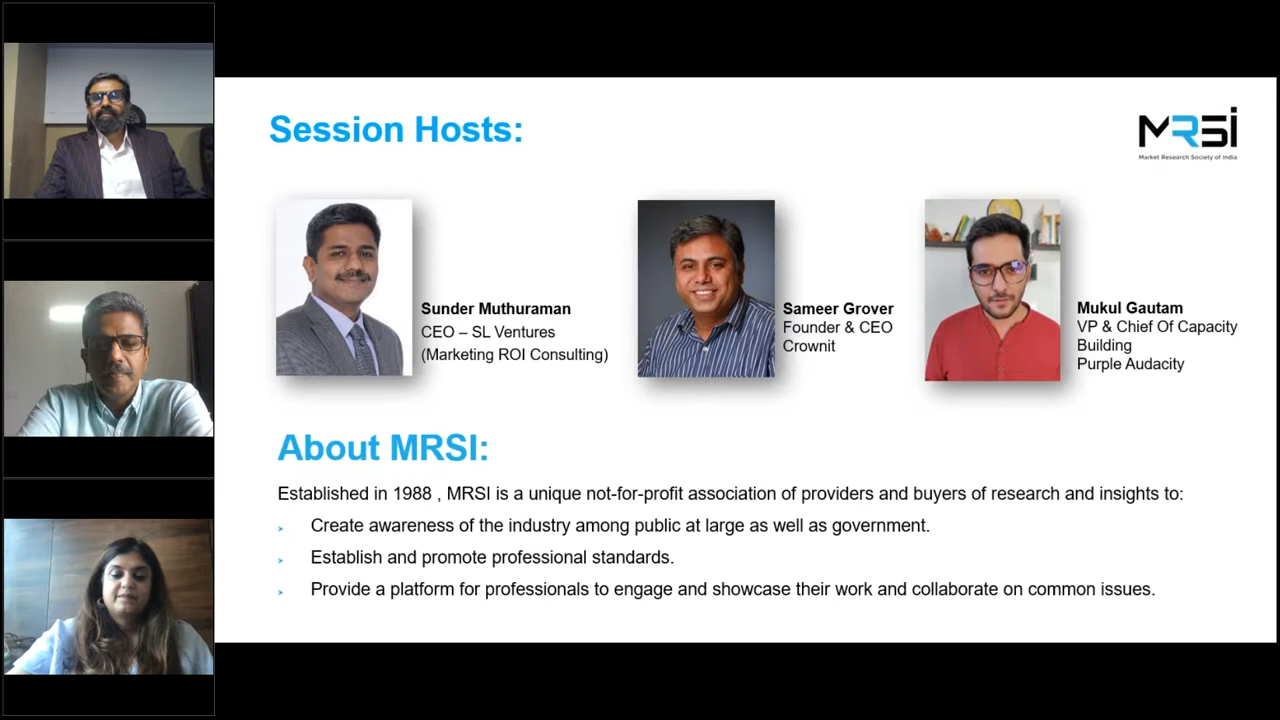 Session Hosts:
MRSI
Market Research Society of India
Sunder Muthuraman
CEO – SL Ventures
(Marketing ROI Consulting)
Sameer Grover
Founder & CEO
Crownit
Mukul Gautam
VP & Chief Of Capacity
Building
Purple Audacity
About MRSI:
Established in 1988 , MRSI is a unique not-for-profit association of providers and buyers of research and insights to:
Create awareness of the industry among public at large as well as government.
Establish and promote professional standards.
Provide a platform for professionals to engage and showcase their work and collaborate on common issues.